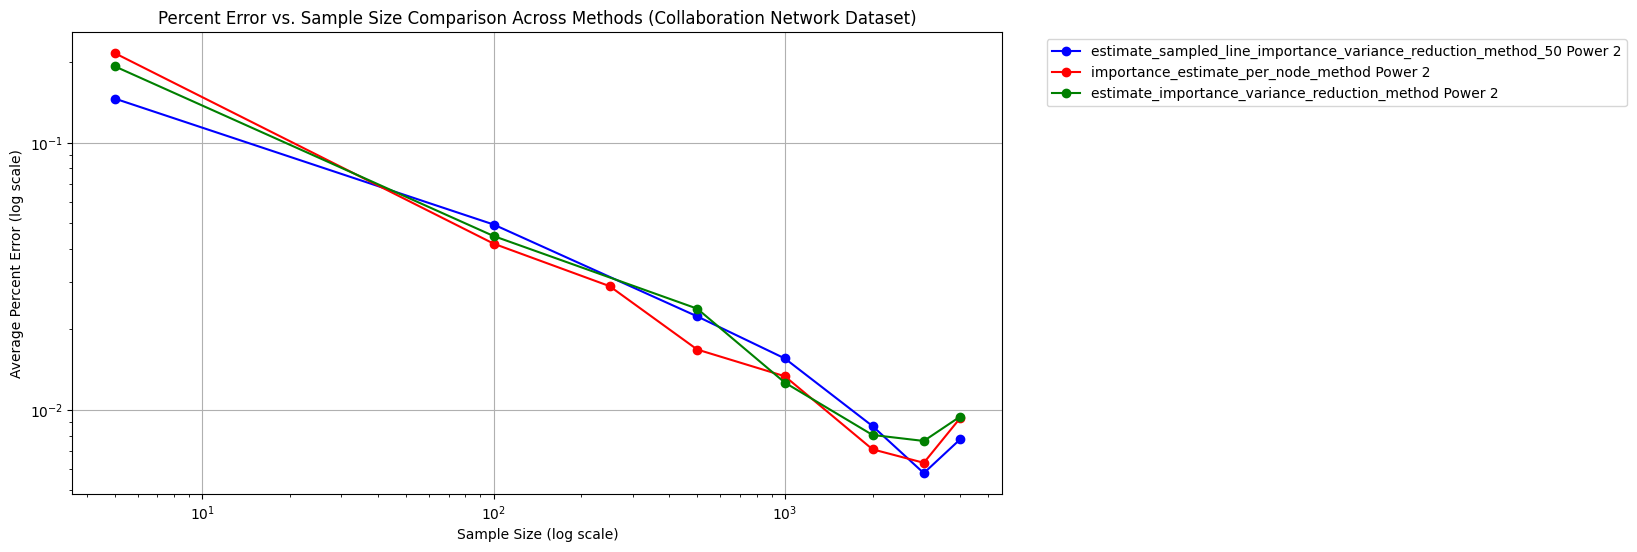 Percent Error vs. Sample Size Comparison Across Methods (Collaboration Network Dataset)
estimate_sampled_line_importance_variance_reduction_method_50 Power 2
importance_estimate_per_node_method Power 2
estimate_importance_variance_reduction_method Power 2
Average Percent Error (log scale)
10⁻¹
10⁻²
10¹
10²
10³
Sample Size (log scale)